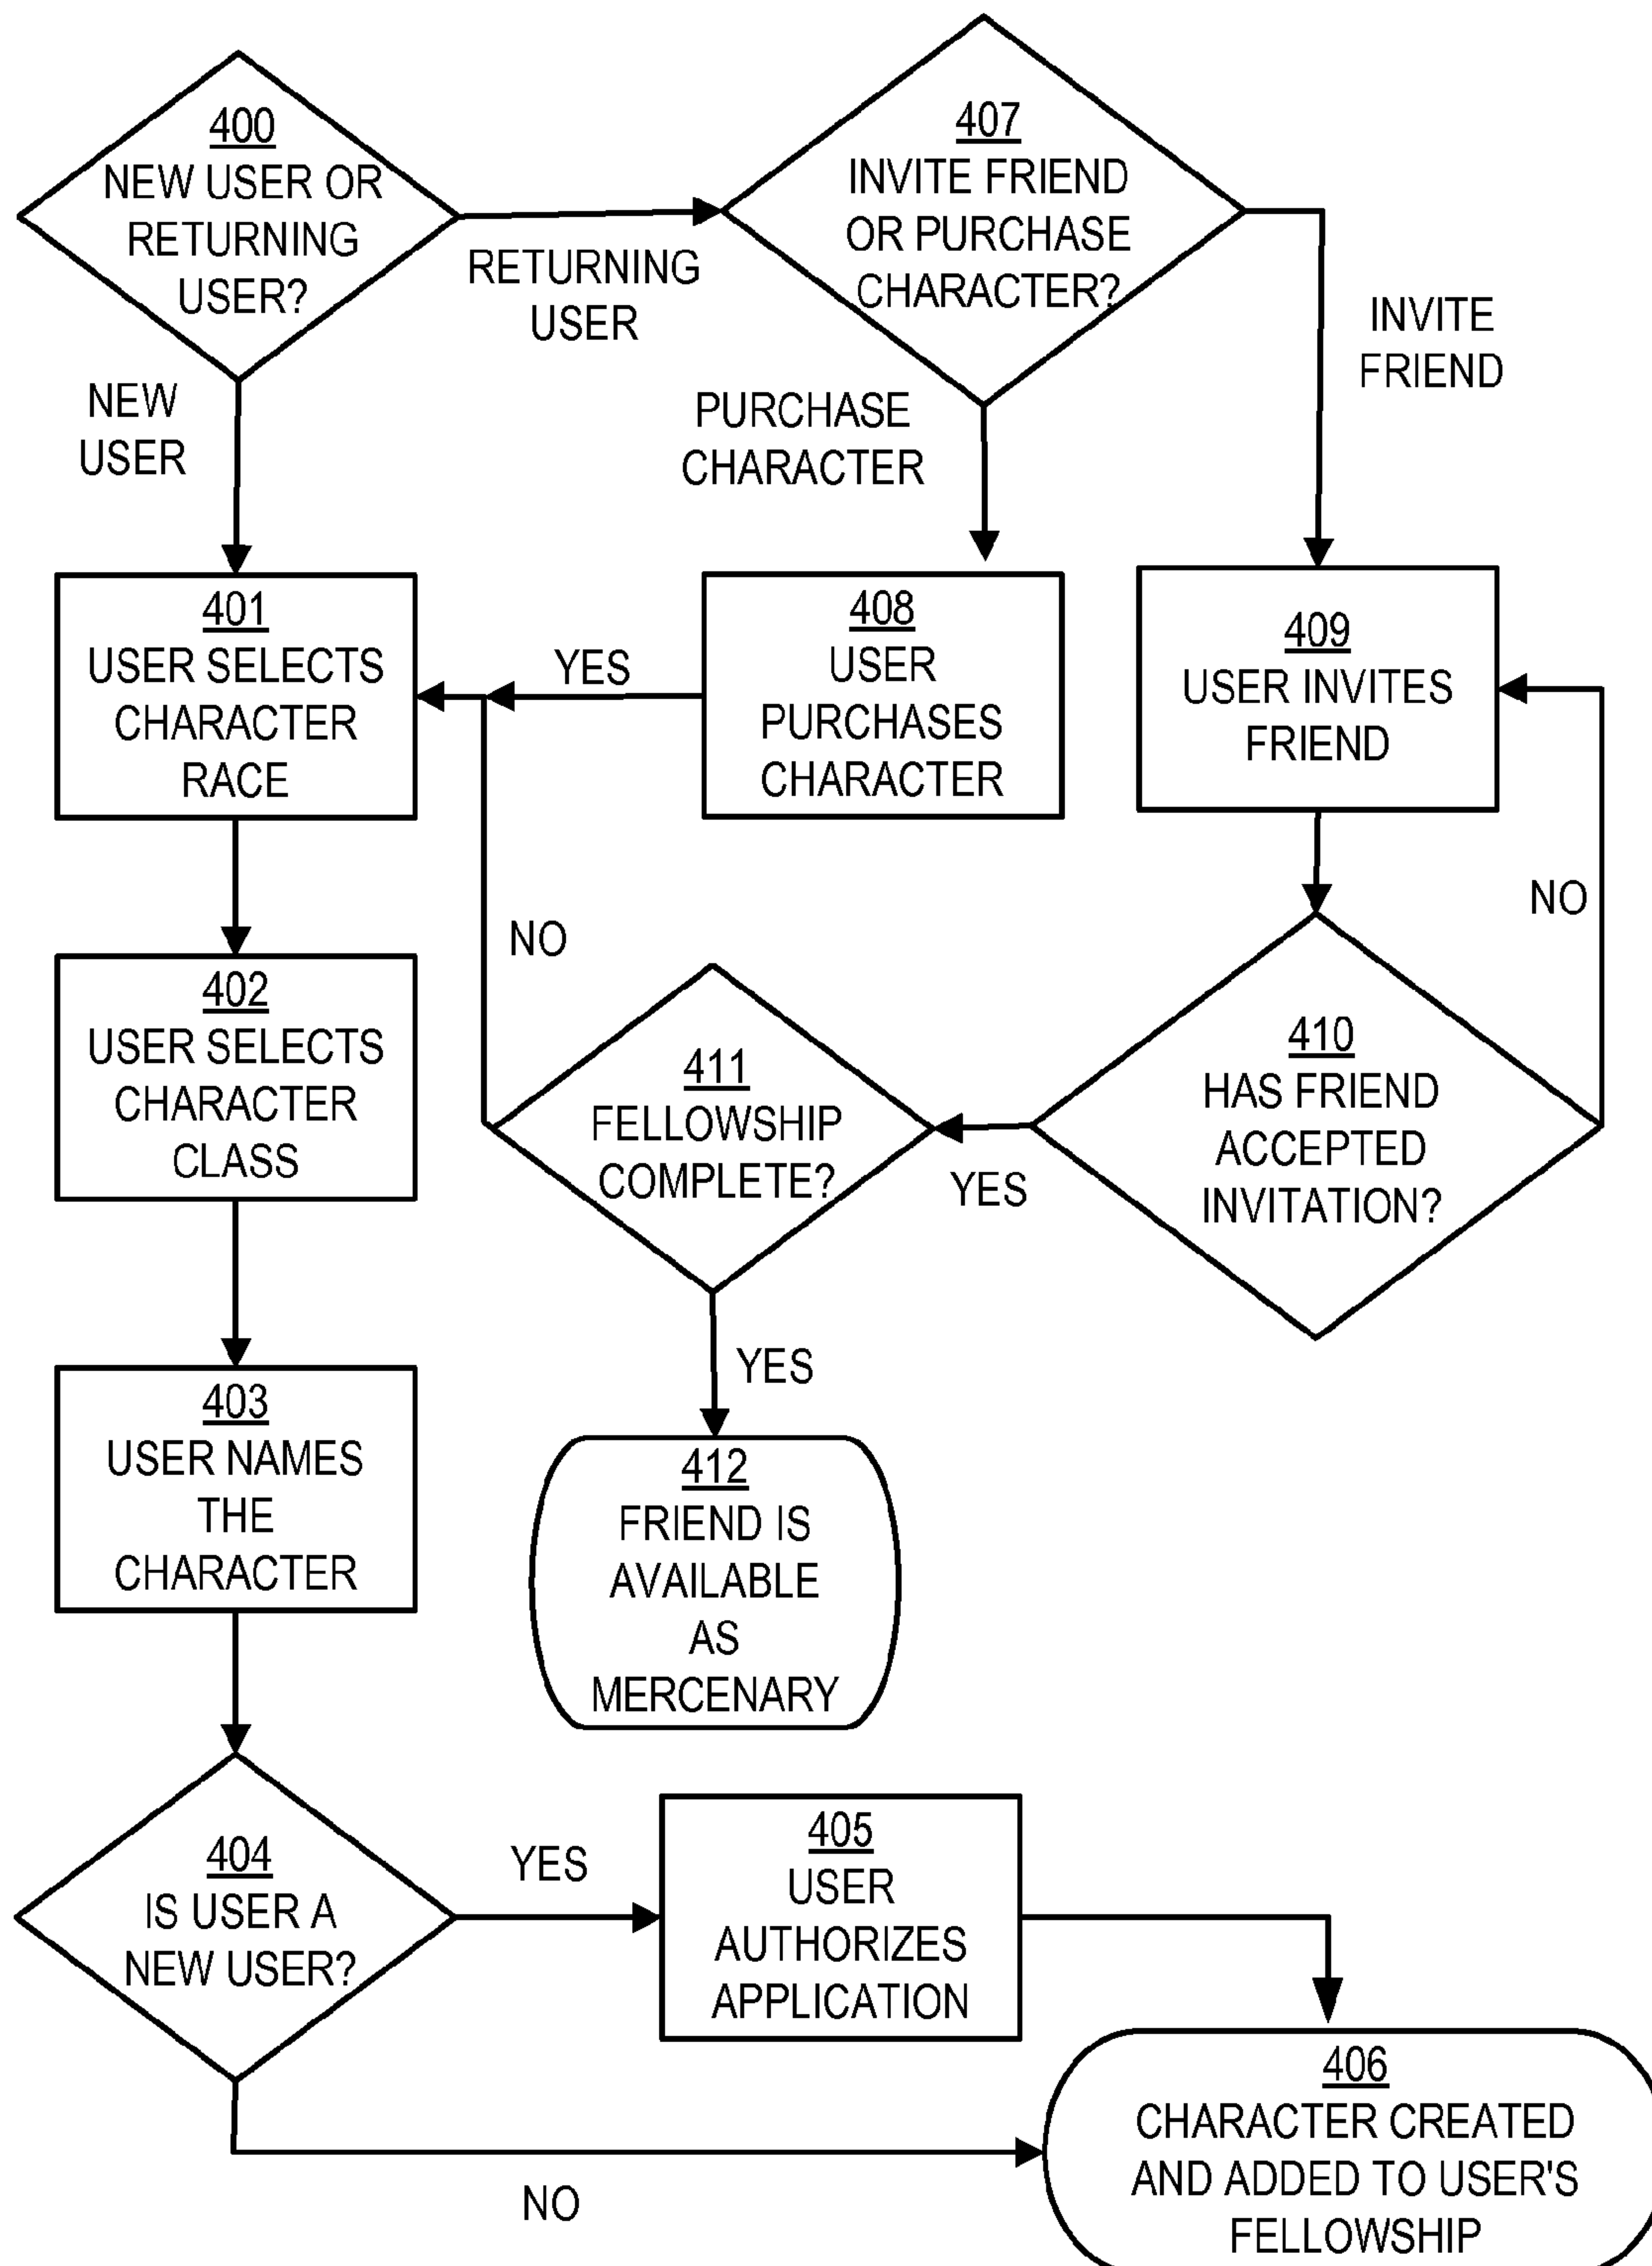 400
NEW USER OR
RETURNING
USER?
RETURNING
USER
NEW
USER
407
INVITE FRIEND
OR PURCHASE
CHARACTER?
PURCHASE
CHARACTER
INVITE
FRIEND
401
USER SELECTS
CHARACTER
RACE
YES
408
USER
PURCHASES
CHARACTER
409
USER INVITES
FRIEND
NO
NO
402
USER SELECTS
CHARACTER
CLASS
411
FELLOWSHIP
COMPLETE?
YES
410
HAS FRIEND
ACCEPTED
INVITATION?
YES
403
USER NAMES
THE
CHARACTER
412
FRIEND IS
AVAILABLE
AS
MERCENARY
404
IS USER A
NEW USER?
YES
405
USER
AUTHORIZES
APPLICATION
NO
406
CHARACTER CREATED
AND ADDED TO USER'S
FELLOWSHIP